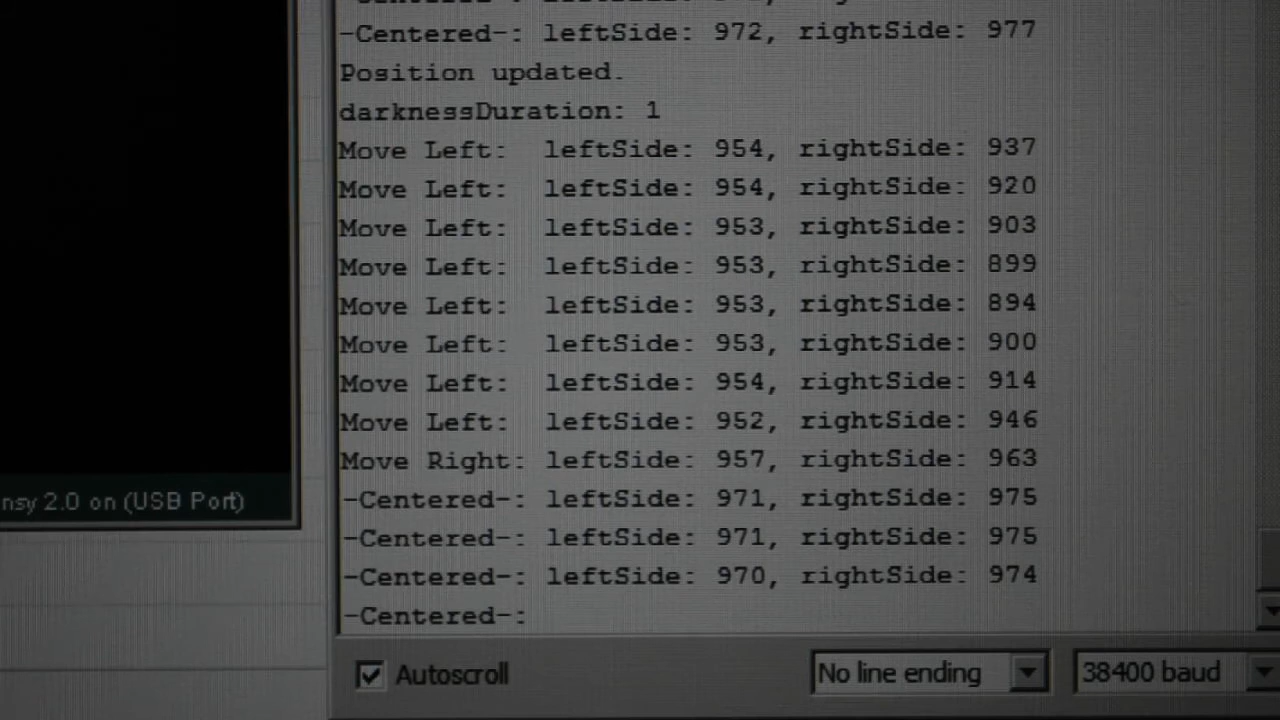 -Centered-: leftSide: 972, rightSide: 977
Position updated.
darknessDuration: 1
Move Left:  leftSide: 954, rightSide: 937
Move Left:  leftSide: 954, rightSide: 920
Move Left:  leftSide: 953, rightSide: 903
Move Left:  leftSide: 953, rightSide: 899
Move Left:  leftSide: 953, rightSide: 894
Move Left:  leftSide: 953, rightSide: 900
Move Left:  leftSide: 954, rightSide: 914
Move Left:  leftSide: 952, rightSide: 946
Move Right: leftSide: 957, rightSide: 963
-Centered-: leftSide: 971, rightSide: 975
-Centered-: leftSide: 971, rightSide: 975
-Centered-: leftSide: 970, rightSide: 974
-Centered-:
nsy 2.0 on (USB Port)
Autoscroll
No line ending
38400 baud